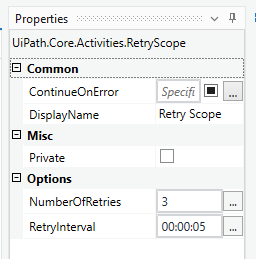 Properties
UiPath.Core.Activities.RetryScope
Common
ContinueOnError Specifi ...
DisplayName Retry Scope
Misc
Private
Options
NumberOfRetries 3 ...
RetryInterval 00:00:05 ...